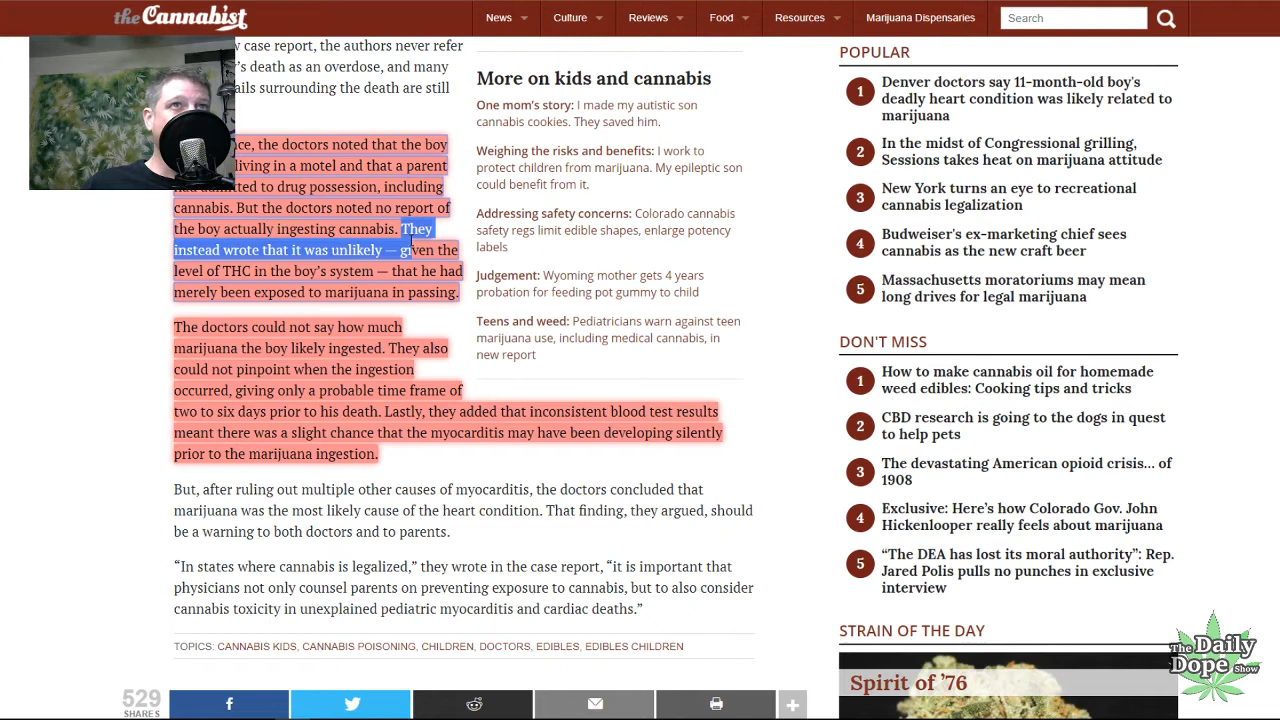 the Cannabist
News
Culture
Reviews
Food
Resources
Marijuana Dispensaries
Search
case report, the authors never refer
's death as an overdose, and many
surrounding the death are still
the doctors noted that the boy
living in a motel and that a parent
to drug possession, including
cannabis. But the doctors noted no report of
the boy actually ingesting cannabis. They
instead wrote that it was unlikely — given the
level of THC in the boy’s system — that he had
merely been exposed to marijuana in passing.
The doctors could not say how much
marijuana the boy likely ingested. They also
could not pinpoint when the ingestion
occurred, giving only a probable time frame of
two to six days prior to his death. Lastly, they added that inconsistent blood test results
meant there was a slight chance that the myocarditis may have been developing silently
prior to the marijuana ingestion.
But, after ruling out multiple other causes of myocarditis, the doctors concluded that
marijuana was the most likely cause of the heart condition. That finding, they argued, should
be a warning to both doctors and to parents.
“In states where cannabis is legalized,” they wrote in the case report, “it is important that
physicians not only counsel parents on preventing exposure to cannabis, but to also consider
cannabis toxicity in unexplained pediatric myocarditis and cardiac deaths.”
TOPICS: CANNABIS KIDS, CANNABIS POISONING, CHILDREN, DOCTORS, EDIBLES, EDIBLES CHILDREN
529
SHARES
More on kids and cannabis
One mom's story: I made my autistic son
cannabis cookies. They saved him.
Weighing the risks and benefits: I work to
protect children from marijuana. My epileptic son
could benefit from it.
Addressing safety concerns: Colorado cannabis
safety regs limit edible shapes, enlarge potency
labels
Judgement: Wyoming mother gets 4 years
probation for feeding pot gummy to child
Teens and weed: Pediatricians warn against teen
marijuana use, including medical cannabis, in
new report
POPULAR
1 Denver doctors say 11-month-old boy's
deadly heart condition was likely related to
marijuana
2 In the midst of Congressional grilling,
Sessions takes heat on marijuana attitude
3 New York turns an eye to recreational
cannabis legalization
4 Budweiser's ex-marketing chief sees
cannabis as the new craft beer
5 Massachusetts moratoriums may mean
long drives for legal marijuana
DON'T MISS
1 How to make cannabis oil for homemade
weed edibles: Cooking tips and tricks
2 CBD research is going to the dogs in quest
to help pets
3 The devastating American opioid crisis… of
1908
4 Exclusive: Here’s how Colorado Gov. John
Hickenlooper really feels about marijuana
5 “The DEA has lost its moral authority”: Rep.
Jared Polis pulls no punches in exclusive
interview
STRAIN OF THE DAY
Spirit of ’76
The Daily
Dope Show